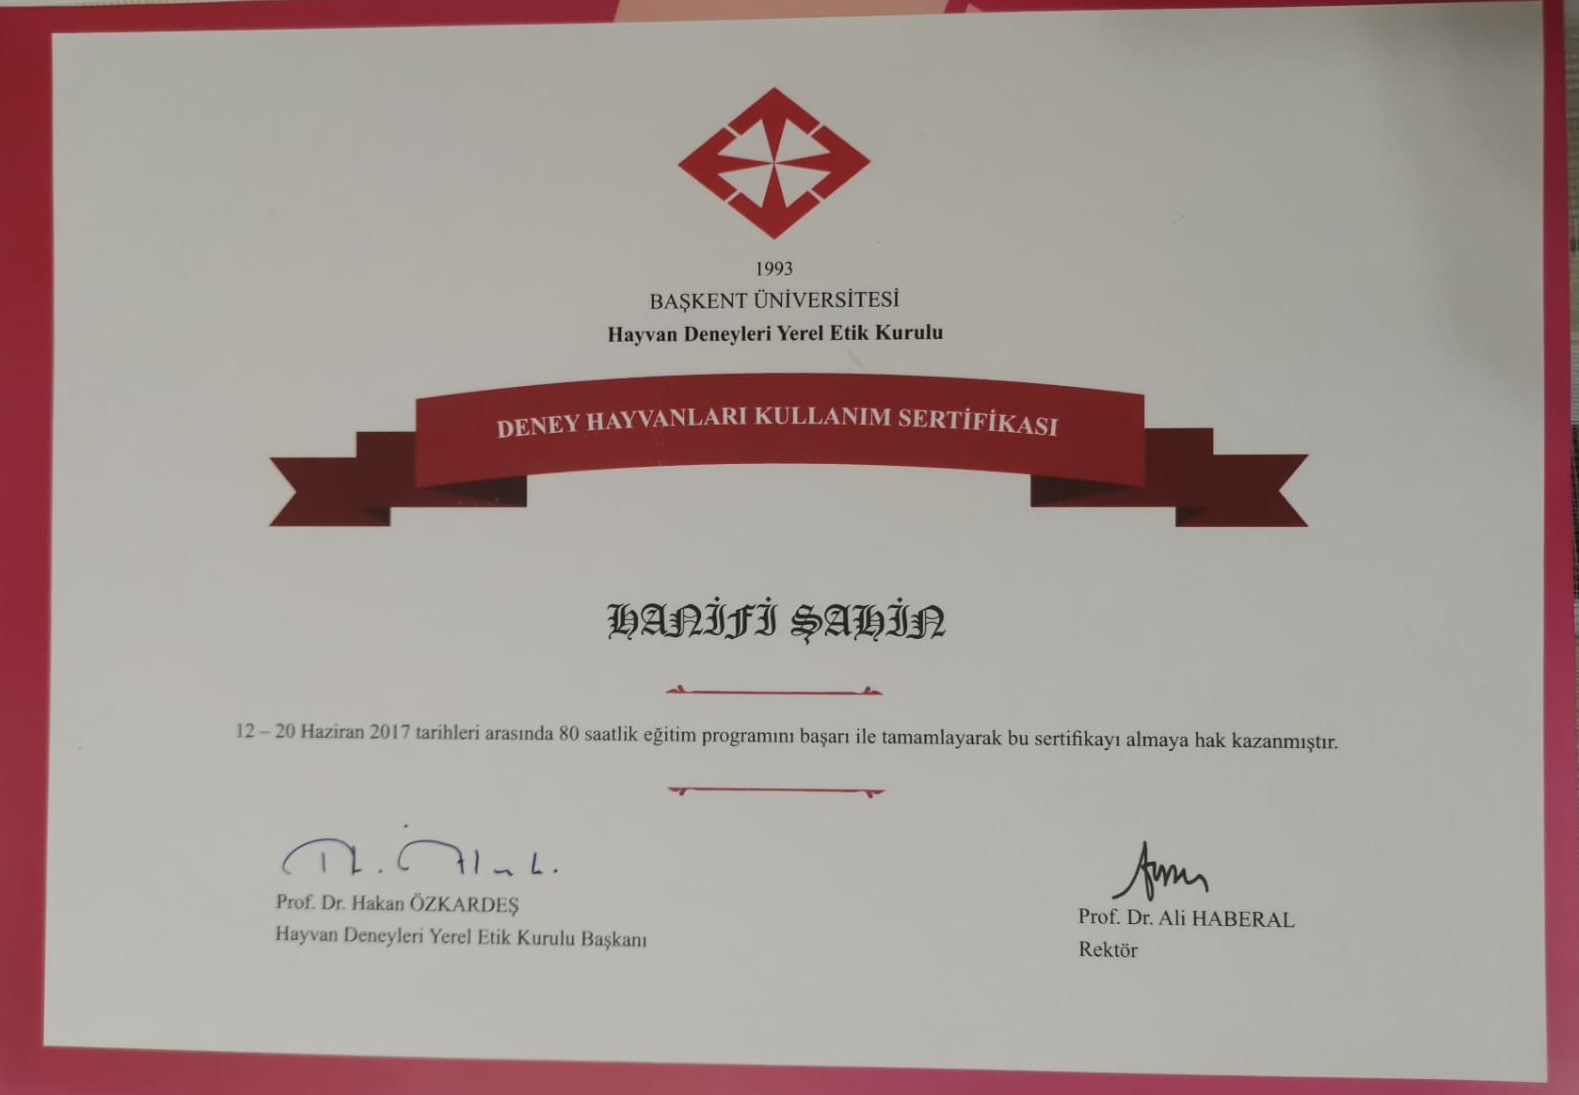 1993
BAŞKENT ÜNİVERSİTESİ
Hayvan Deneyleri Yerel Etik Kurulu
DENEY HAYVANLARI KULLANIM SERTİFİKASI
HANİFİ ŞAHİN
12 – 20 Haziran 2017 tarihleri arasında 80 saatlik eğitim programını başarı ile tamamlayarak bu sertifikayı almaya hak kazanmıştır.
Prof. Dr. Hakan ÖZKARDEŞ
Hayvan Deneyleri Yerel Etik Kurulu Başkanı
Prof. Dr. Ali HABERAL
Rektör